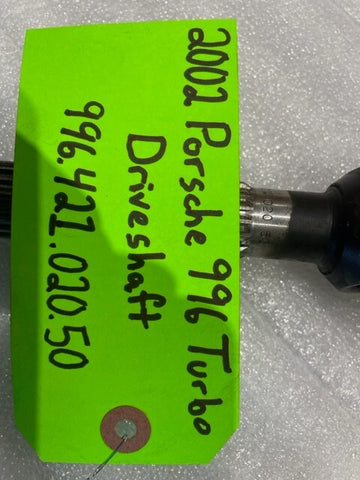 2002 Porsche 996 Turbo
Driveshaft
996.421.020.50